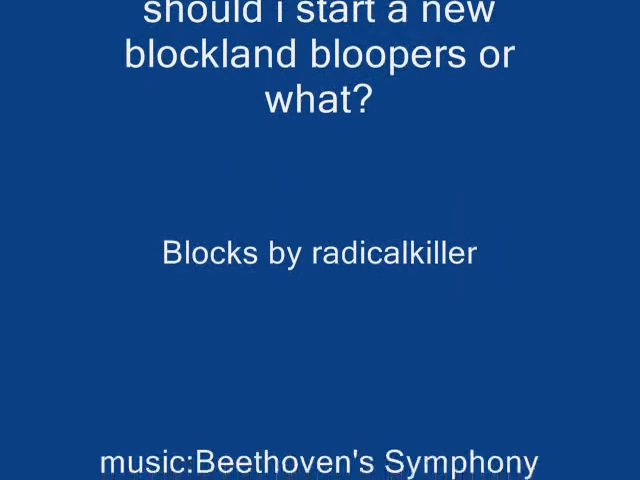 should i start a new
blockland bloopers or
what?
Blocks by radicalkiller
music:Beethoven's Symphony